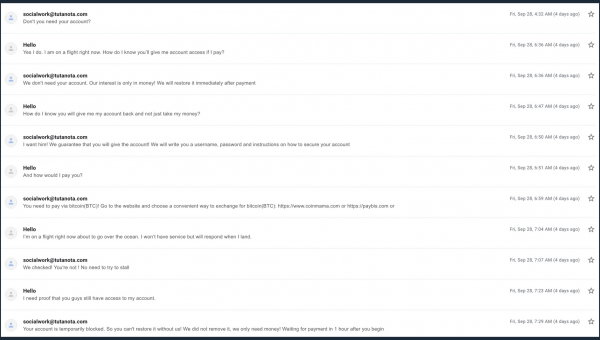 socialwork@tutanota.com Fri, Sep 28, 4:32 AM (4 days ago)
Don't you need your account?
Hello Fri, Sep 28, 6:36 AM (4 days ago)
Yes I do. I am on a flight right now. How do I know you'll give me account access if I pay?
socialwork@tutanota.com Fri, Sep 28, 6:36 AM (4 days ago)
We don't need your account. Our interest is only in money! We will restore it immediately after payment
Hello Fri, Sep 28, 6:47 AM (4 days ago)
How do I know you will give me my account back and not just take my money?
socialwork@tutanota.com Fri, Sep 28, 6:50 AM (4 days ago)
I want him! We guarantee that you will give the account! We will write you a username, password and instructions on how to secure your account
Hello Fri, Sep 28, 6:51 AM (4 days ago)
And how would I pay you?
socialwork@tutanota.com Fri, Sep 28, 6:59 AM (4 days ago)
You need to pay via bitcoin(BTC)! Go to the website and choose a convenient way to exchange for bitcoin(BTC): https://www.coinmama.com or https://paybis.com or
Hello Fri, Sep 28, 7:04 AM (4 days ago)
I'm on a flight right now about to go over the ocean. I won't have service but will respond when I land.
socialwork@tutanota.com Fri, Sep 28, 7:07 AM (4 days ago)
We checked! You're not ! No need to try to stall
Hello Fri, Sep 28, 7:23 AM (4 days ago)
I need proof that you guys still have access to my account.
socialwork@tutanota.com Fri, Sep 28, 7:39 AM (4 days ago)
Your account is temporarily blocked. So you can't restore it without us! We did not remove it, we only need money! Waiting for payment in 1 hour after you begin